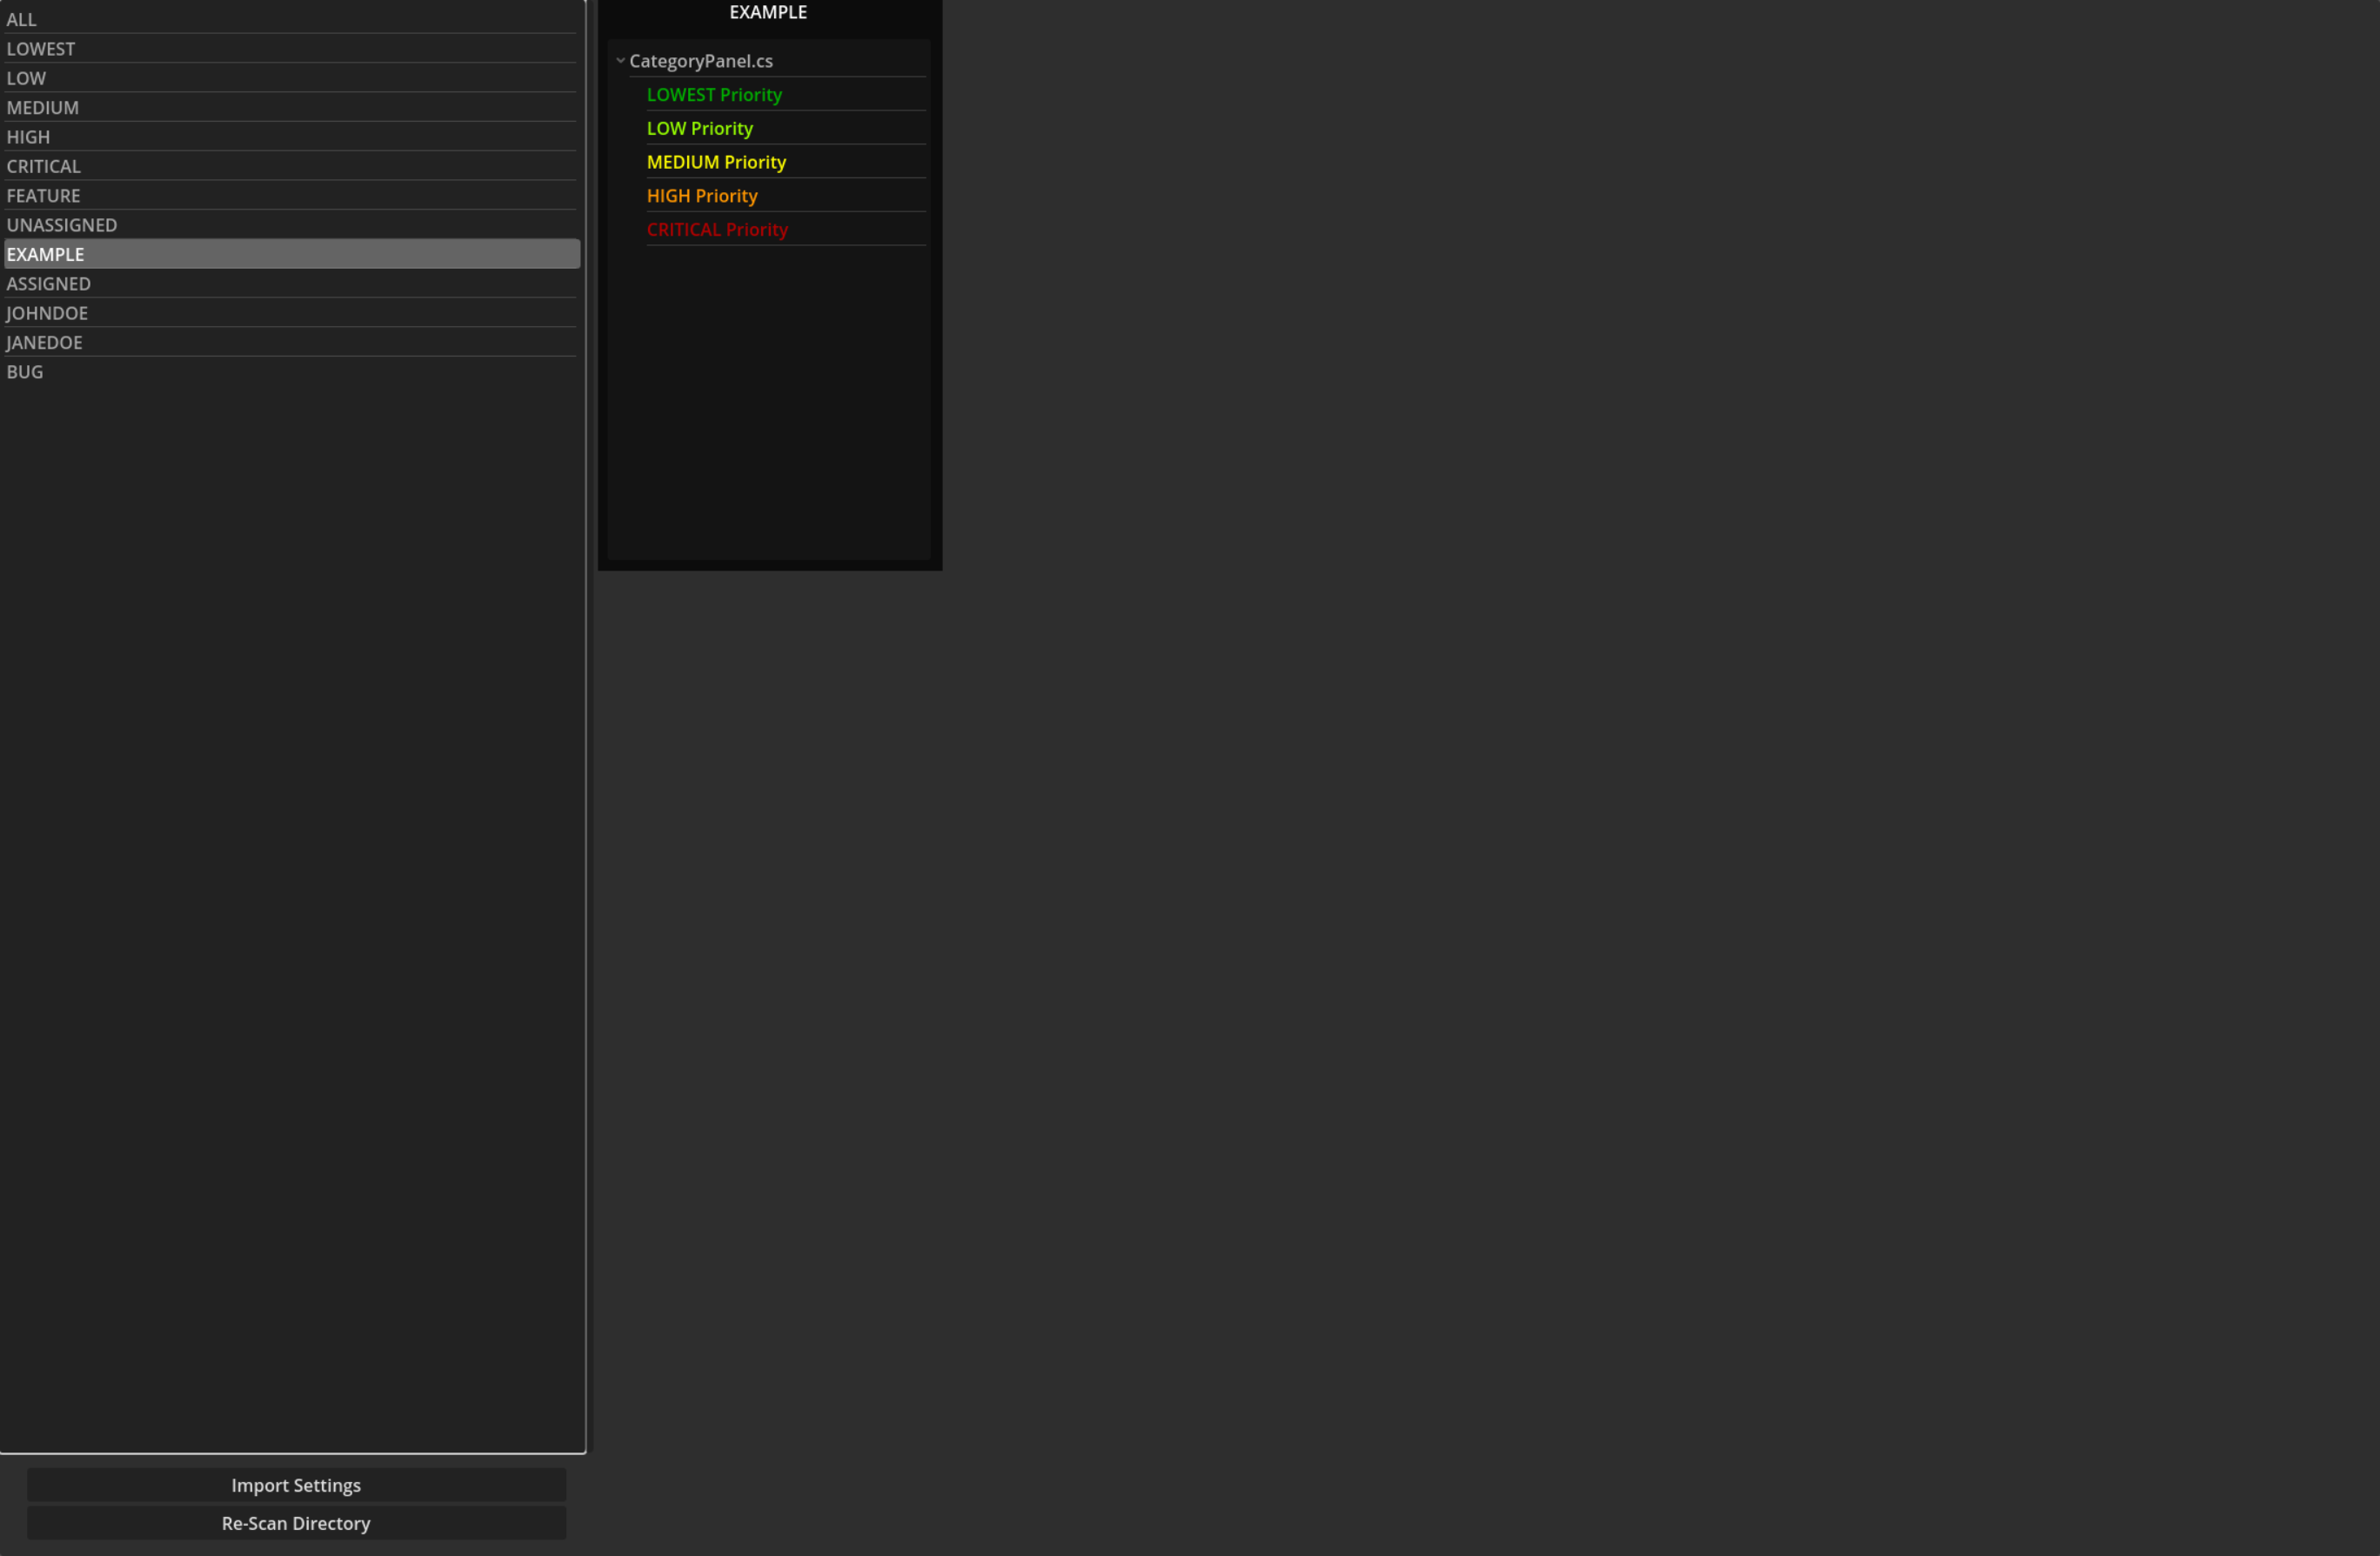 ALL
LOWEST
LOW
MEDIUM
HIGH
CRITICAL
FEATURE
UNASSIGNED
EXAMPLE
ASSIGNED
JOHNDOE
JANEDOE
BUG
Import Settings
Re-Scan Directory
EXAMPLE
CategoryPanel.cs
LOWEST Priority
LOW Priority
MEDIUM Priority
HIGH Priority
CRITICAL Priority